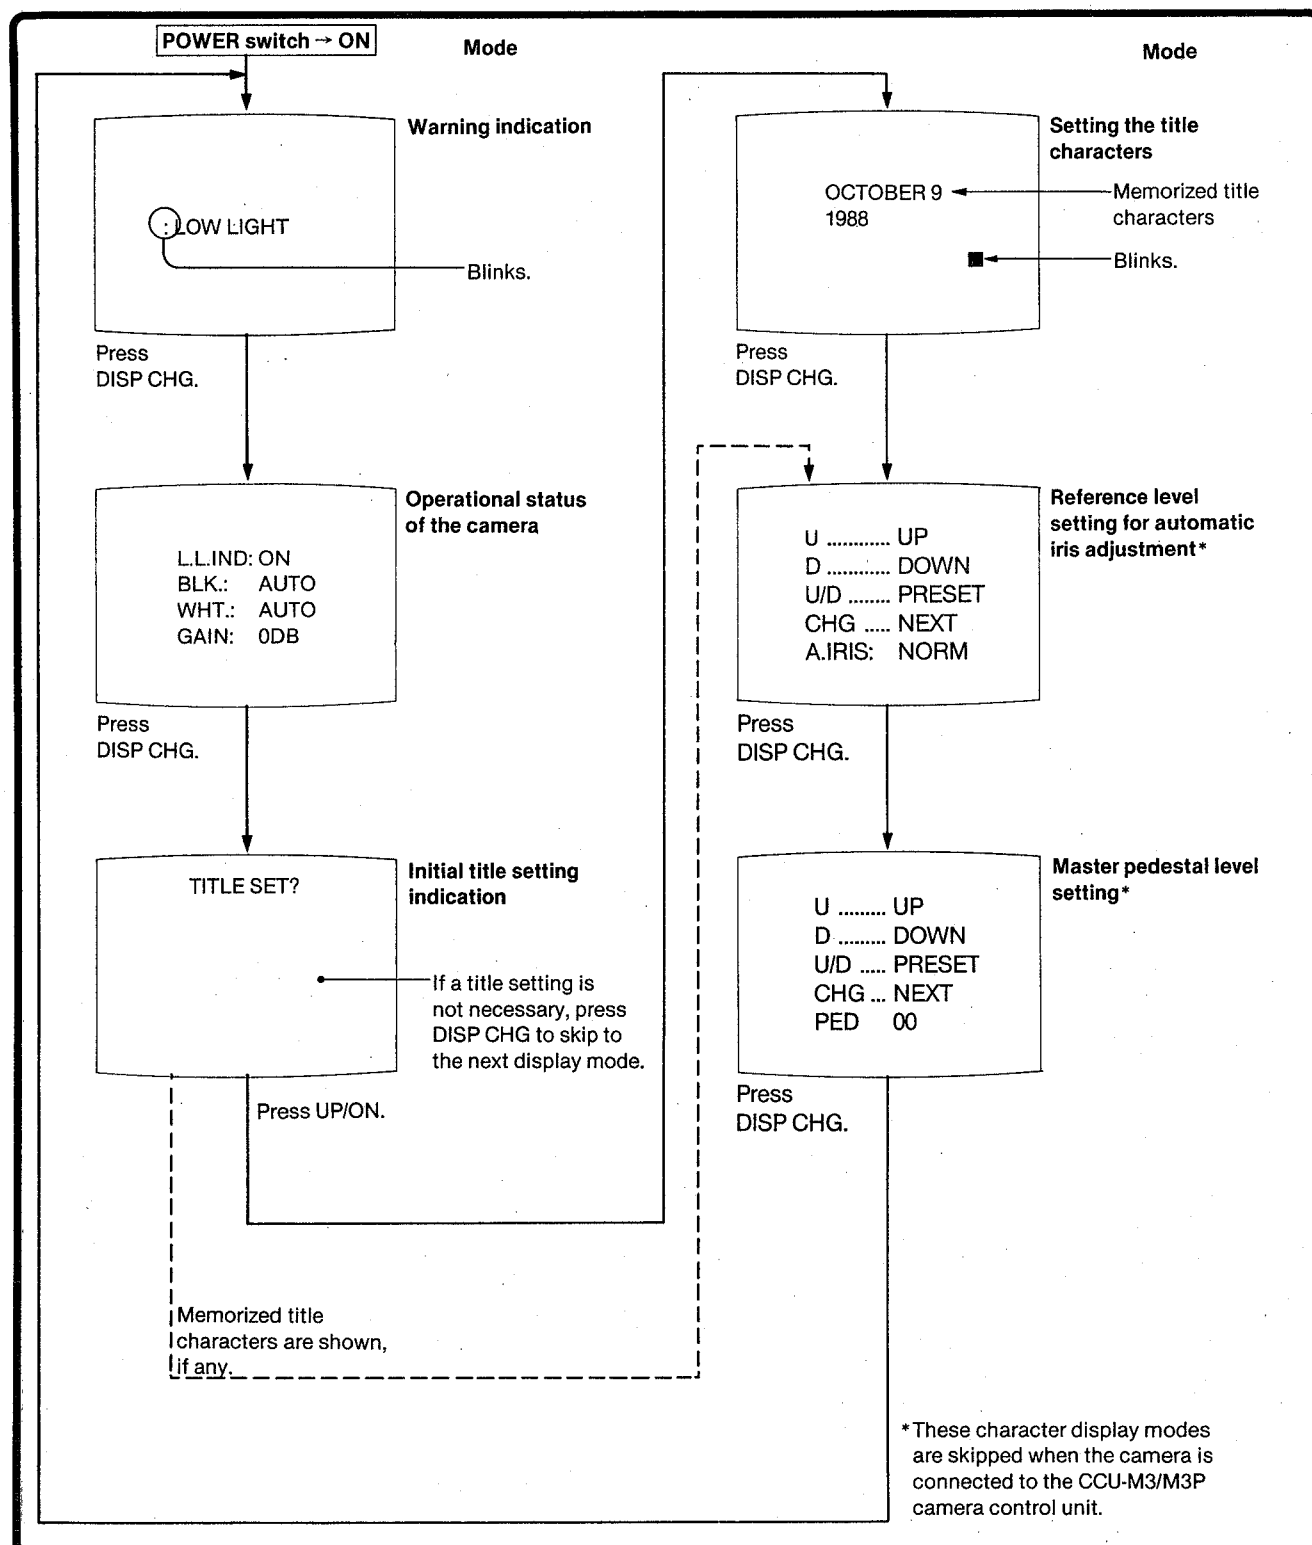 POWER switch → ON
Mode
Warning indication
:LOW LIGHT
Blinks.
Press
DISP CHG.
Operational status
of the camera
L.L.IND: ON
BLK.: AUTO
WHT.: AUTO
GAIN: 0DB
Press
DISP CHG.
Initial title setting
indication
TITLE SET?
If a title setting is
not necessary, press
DISP CHG to skip to
the next display mode.
Press UP/ON.
Memorized title
characters are shown,
if any.
Mode
Setting the title
characters
OCTOBER 9
1988
Memorized title
characters
Blinks.
Press
DISP CHG.
Reference level
setting for automatic
iris adjustment*
U ............ UP
D ............ DOWN
U/D ........ PRESET
CHG ..... NEXT
A.IRIS: NORM
Press
DISP CHG.
Master pedestal level
setting*
U ......... UP
D ......... DOWN
U/D ..... PRESET
CHG ... NEXT
PED 00
Press
DISP CHG.
*These character display modes
are skipped when the camera is
connected to the CCU-M3/M3P
camera control unit.